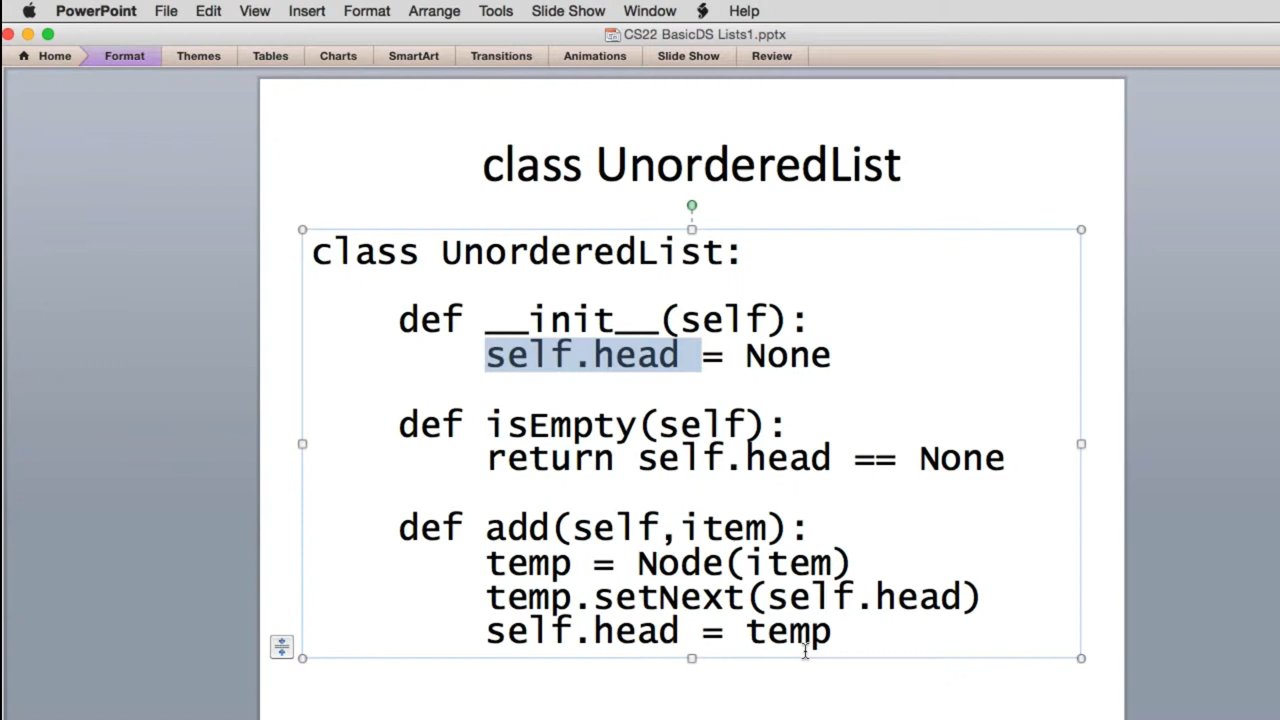 PowerPoint File Edit View Insert Format Arrange Tools Slide Show Window Help
CS22 BasicDS Lists1.pptx
Home Format Themes Tables Charts SmartArt Transitions Animations Slide Show Review
class UnorderedList
class UnorderedList:
def __init__(self):
self.head = None
def isEmpty(self):
return self.head == None
def add(self,item):
temp = Node(item)
temp.setNext(self.head)
self.head = temp